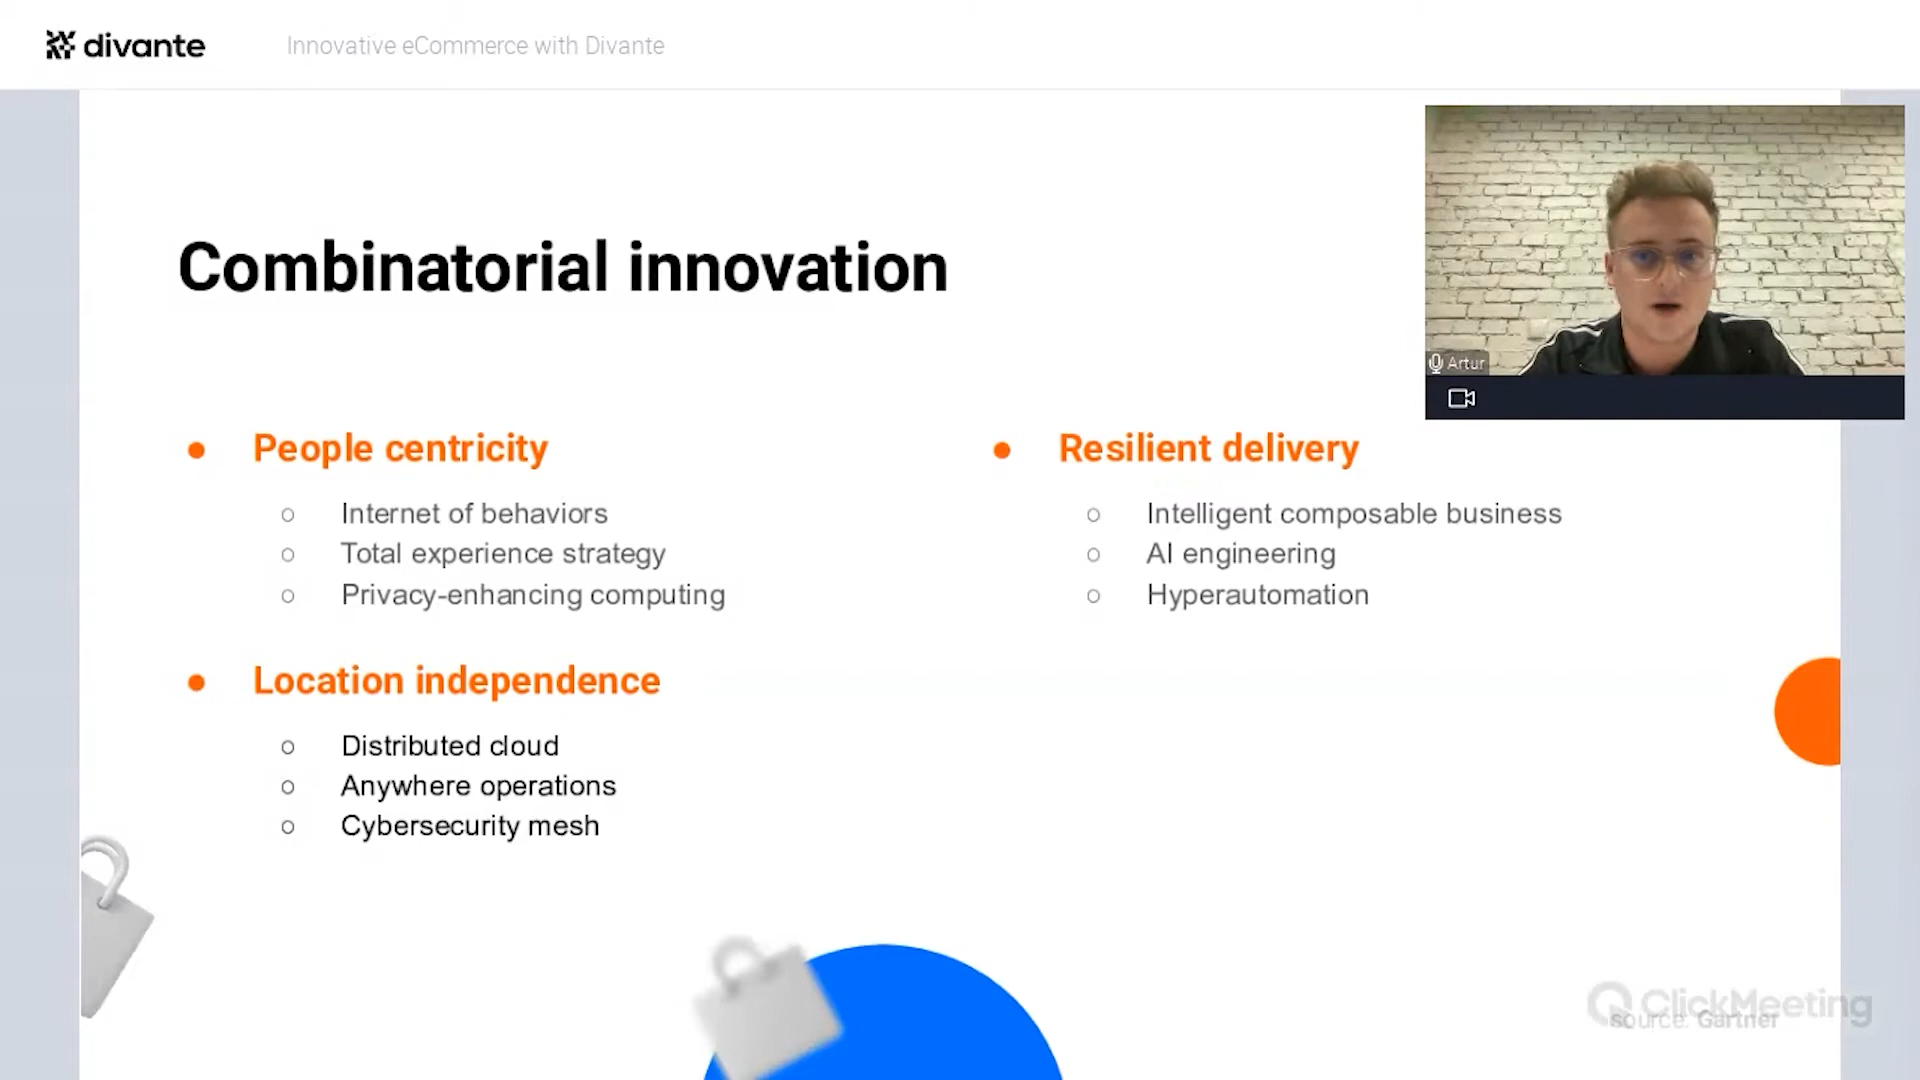 divante
Innovative eCommerce with Divante
Combinatorial innovation
Artur
People centricity
Internet of behaviors
Total experience strategy
Privacy-enhancing computing
Resilient delivery
Intelligent composable business
AI engineering
Hyperautomation
Location independence
Distributed cloud
Anywhere operations
Cybersecurity mesh
ClickMeeting
source: Gartner